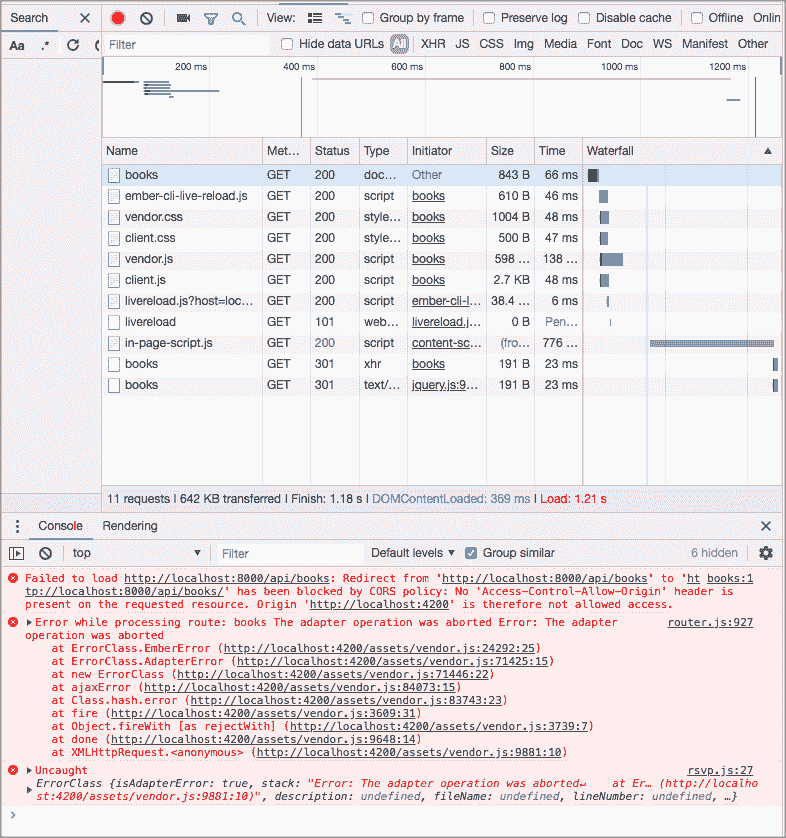 Search View: Group by frame Preserve log Disable cache Offline Onlin
Aa .* Filter Hide data URLs All XHR JS CSS Img Media Font Doc WS Manifest Other
200 ms 400 ms 600 ms 800 ms 1000 ms 1200 ms
Name Met... Status Type Initiator Size Time Waterfall
books GET 200 doc... Other 843 B 66 ms
ember-cli-live-reload.js GET 200 script books 610 B 46 ms
vendor.css GET 200 style... books 1004 B 48 ms
client.css GET 200 style... books 500 B 47 ms
vendor.js GET 200 script books 598 ... 138 ...
client.js GET 200 script books 2.7 KB 48 ms
livereload.js?host=loc... GET 200 script ember-cli-l... 38.4 ... 6 ms
livereload GET 101 web... livereload.j... 0 B Pen...
in-page-script.js GET 200 script content-sc... (fro... 776 ...
books GET 301 xhr books 191 B 23 ms
books GET 301 text/... jquery.js:9... 191 B 23 ms
11 requests | 642 KB transferred | Finish: 1.18 s | DOMContentLoaded: 369 ms | Load: 1.21 s
Console Rendering
top Filter Default levels Group similar 6 hidden
Failed to load http://localhost:8000/api/books: Redirect from 'http://localhost:8000/api/books' to 'ht books:1
tp://localhost:8000/api/books/' has been blocked by CORS policy: No 'Access-Control-Allow-Origin' header is
present on the requested resource. Origin 'http://localhost:4200' is therefore not allowed access.
Error while processing route: books The adapter operation was aborted Error: The adapter router.js:927
operation was aborted
at ErrorClass.EmberError (http://localhost:4200/assets/vendor.js:24292:25)
at ErrorClass.AdapterError (http://localhost:4200/assets/vendor.js:71425:15)
at new ErrorClass (http://localhost:4200/assets/vendor.js:71446:22)
at ajaxError (http://localhost:4200/assets/vendor.js:84073:15)
at Class.hash.error (http://localhost:4200/assets/vendor.js:83743:23)
at fire (http://localhost:4200/assets/vendor.js:3609:31)
at Object.fireWith [as rejectWith] (http://localhost:4200/assets/vendor.js:3739:7)
at done (http://localhost:4200/assets/vendor.js:9648:14)
at XMLHttpRequest.<anonymous> (http://localhost:4200/assets/vendor.js:9881:10)
Uncaught rsvp.js:27
ErrorClass {isAdapterError: true, stack: "Error: The adapter operation was aborted↵ at Er… (http://localho
st:4200/assets/vendor.js:9881:10)", description: undefined, fileName: undefined, lineNumber: undefined, …}